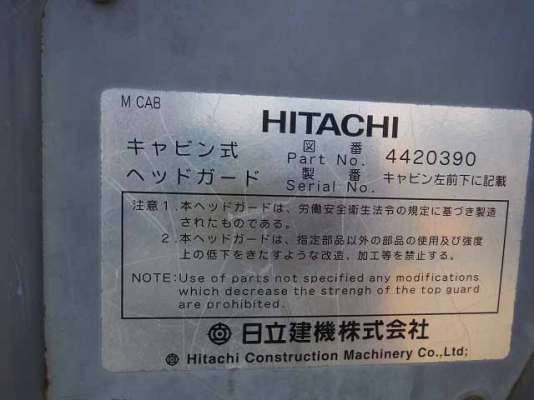 M CAB
HITACHI
キャビン式 図番 Part No. 4420390
ヘッドガード 製番 Serial No. キャビン左前下に記載
注意 1. 本ヘッドガードは、労働安全衛生法令の規定に基づき製造
されたものである。
2. 本ヘッドガードは、指定部品以外の部品の使用及び強度
上の低下をきたすような改造、加工等を禁止する。
NOTE: Use of parts not specified any modifications
which decrease the strengh of the top guard
are prohibited.
日立建機株式会社
Hitachi Construction Machinery Co., Ltd;